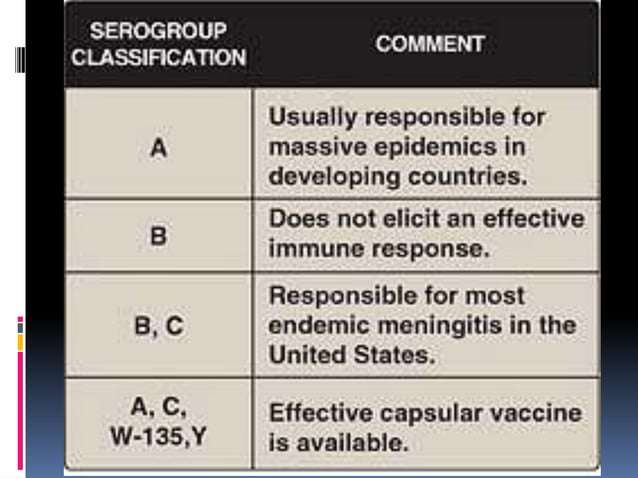 SEROGROUP
CLASSIFICATION
COMMENT
A
Usually responsible for
massive epidemics in
developing countries.
B
Does not elicit an effective
immune response.
B, C
Responsible for most
endemic meningitis in the
United States.
A, C,
W-135,Y
Effective capsular vaccine
is available.